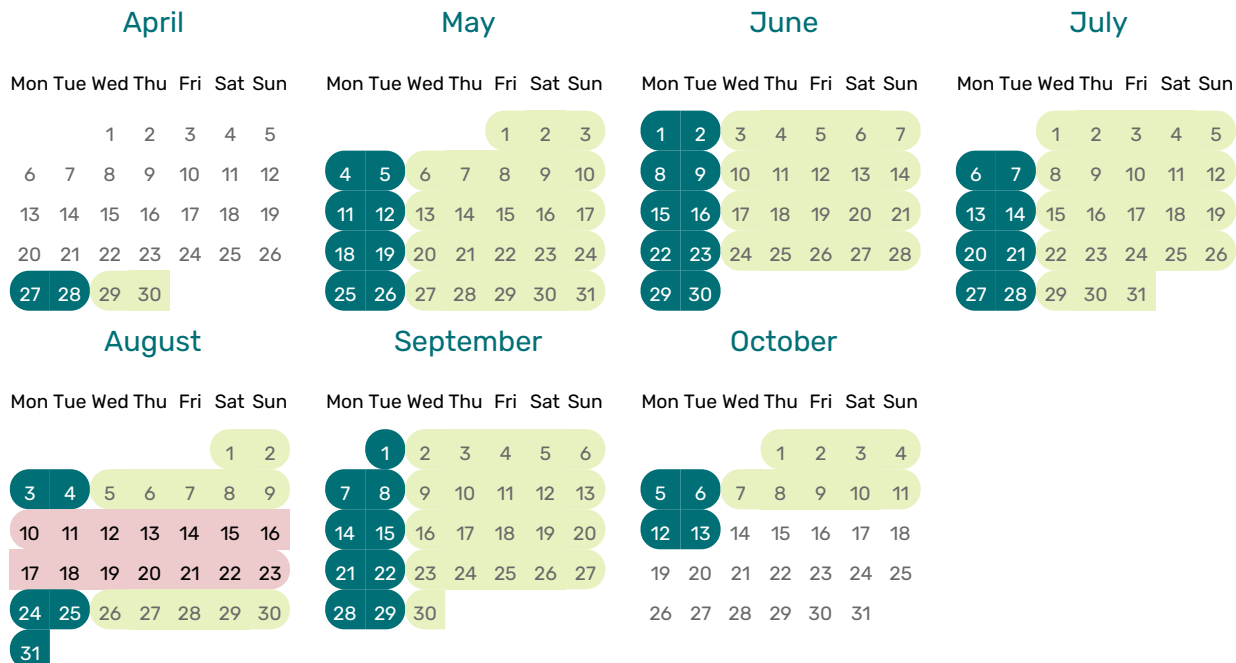 April May June July
Mon Tue Wed Thu Fri Sat Sun Mon Tue Wed Thu Fri Sat Sun Mon Tue Wed Thu Fri Sat Sun Mon Tue Wed Thu Fri Sat Sun
1 2 3 4 5 1 2 3 1 2 3 4 5 6 7 1 2 3 4 5
6 7 8 9 10 11 12 4 5 6 7 8 9 10 8 9 10 11 12 13 14 6 7 8 9 10 11 12
13 14 15 16 17 18 19 11 12 13 14 15 16 17 15 16 17 18 19 20 21 13 14 15 16 17 18 19
20 21 22 23 24 25 26 18 19 20 21 22 23 24 22 23 24 25 26 27 28 20 21 22 23 24 25 26
27 28 29 30 25 26 27 28 29 30 31 29 30 27 28 29 30 31
August September October
Mon Tue Wed Thu Fri Sat Sun Mon Tue Wed Thu Fri Sat Sun Mon Tue Wed Thu Fri Sat Sun
1 2 1 2 3 4 5 6 1 2 3 4
3 4 5 6 7 8 9 7 8 9 10 11 12 13 5 6 7 8 9 10 11
10 11 12 13 14 15 16 14 15 16 17 18 19 20 12 13 14 15 16 17 18
17 18 19 20 21 22 23 21 22 23 24 25 26 27 19 20 21 22 23 24 25
24 25 26 27 28 29 30 28 29 30 26 27 28 29 30 31
31